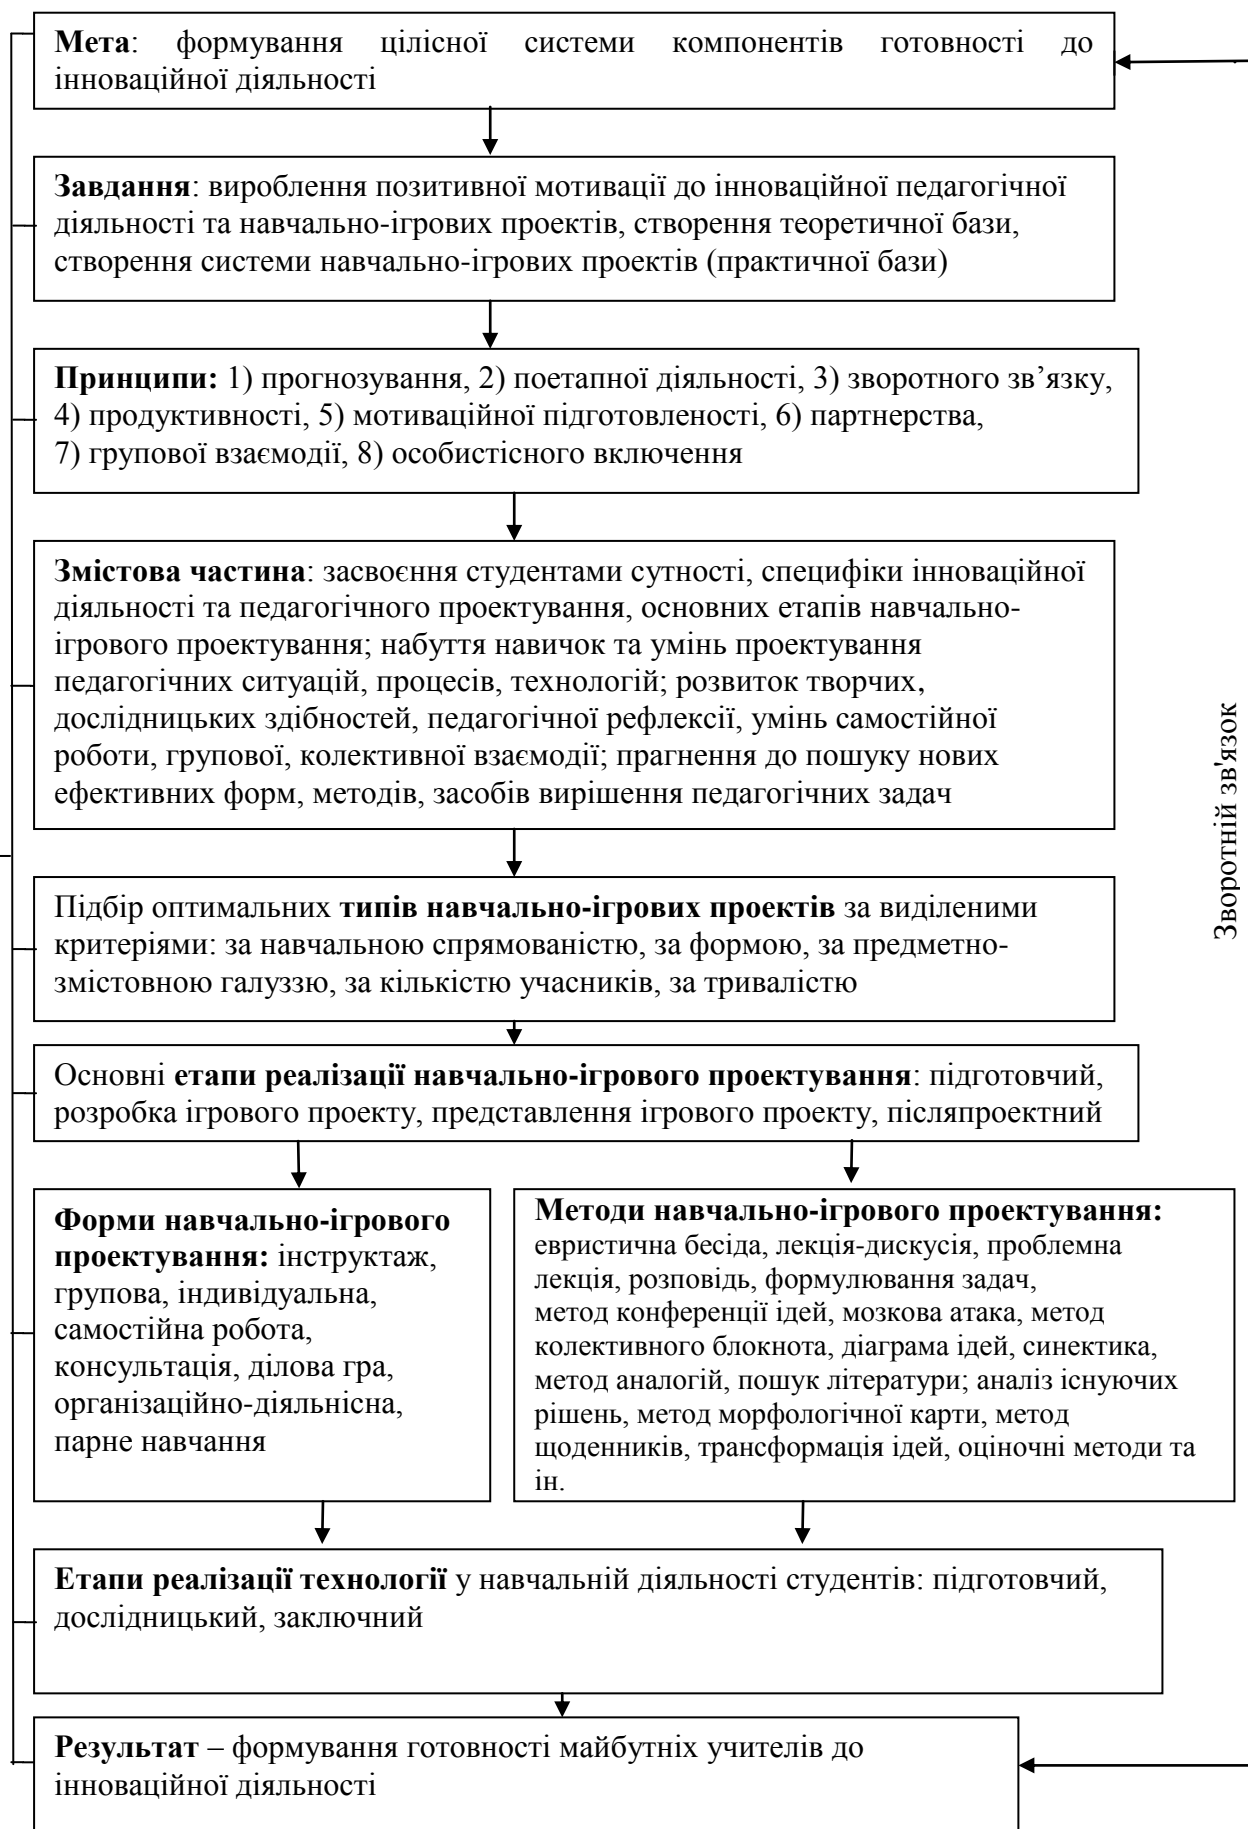 Мета: формування цілісної системи компонентів готовності до
інноваційної діяльності
Завдання: вироблення позитивної мотивації до інноваційної педагогічної
діяльності та навчально-ігрових проектів, створення теоретичної бази,
створення системи навчально-ігрових проектів (практичної бази)
Принципи: 1) прогнозування, 2) поетапної діяльності, 3) зворотного зв’язку,
4) продуктивності, 5) мотиваційної підготовленості, 6) партнерства,
7) групової взаємодії, 8) особистісного включення
Змістова частина: засвоєння студентами сутності, специфіки інноваційної
діяльності та педагогічного проектування, основних етапів навчально-
ігрового проектування; набуття навичок та умінь проектування
педагогічних ситуацій, процесів, технологій; розвиток творчих,
дослідницьких здібностей, педагогічної рефлексії, умінь самостійної
роботи, групової, колективної взаємодії; прагнення до пошуку нових
ефективних форм, методів, засобів вирішення педагогічних задач
Зворотній зв'язок
Підбір оптимальних типів навчально-ігрових проектів за виділеними
критеріями: за навчальною спрямованістю, за формою, за предметно-
змістовною галуззю, за кількістю учасників, за тривалістю
Основні етапи реалізації навчально-ігрового проектування: підготовчий,
розробка ігрового проекту, представлення ігрового проекту, післяпроектний
Форми навчально-ігрового
проектування: інструктаж,
групова, індивідуальна,
самостійна робота,
консультація, ділова гра,
організаційно-діяльнісна,
парне навчання
Методи навчально-ігрового проектування:
евристична бесіда, лекція-дискусія, проблемна
лекція, розповідь, формулювання задач,
метод конференції ідей, мозкова атака, метод
колективного блокнота, діаграма ідей, синектика,
метод аналогій, пошук літератури; аналіз існуючих
рішень, метод морфологічної карти, метод
щоденників, трансформація ідей, оціночні методи та
ін.
Етапи реалізації технології у навчальній діяльності студентів: підготовчий,
дослідницький, заключний
Результат – формування готовності майбутніх учителів до
інноваційної діяльності